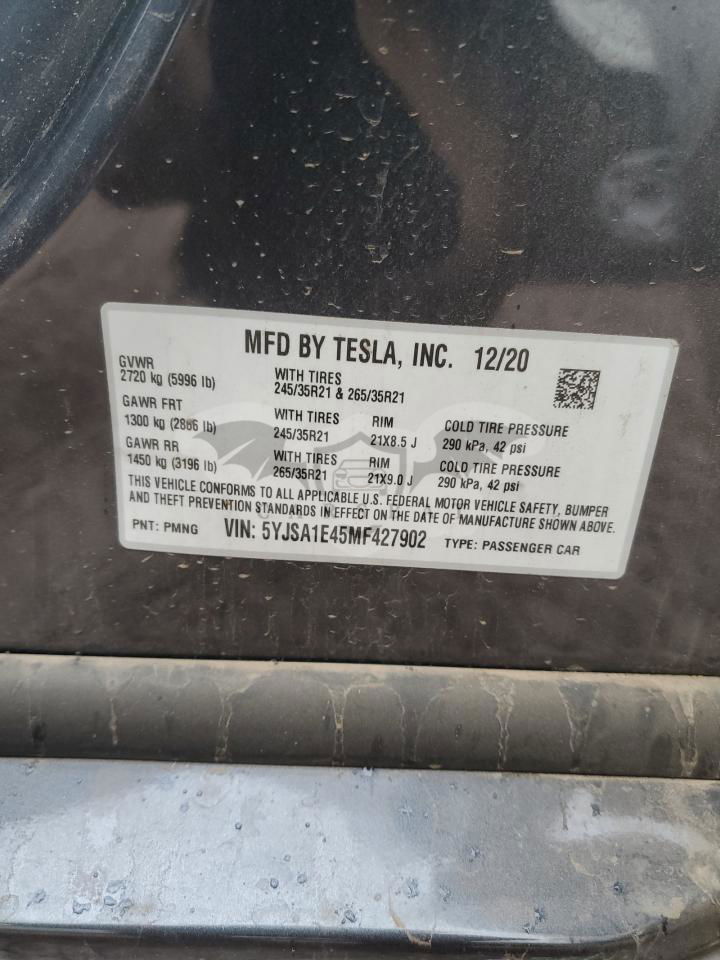 MFD BY TESLA, INC. 12/20
GVWR
2720 kg (5996 lb)
WITH TIRES
245/35R21 & 265/35R21
GAWR FRT
1300 kg (2866 lb)
WITH TIRES
245/35R21
RIM
21X8.5 J
COLD TIRE PRESSURE
290 kPa, 42 psi
GAWR RR
1450 kg (3196 lb)
WITH TIRES
265/35R21
RIM
21X9.0 J
COLD TIRE PRESSURE
290 kPa, 42 psi
THIS VEHICLE CONFORMS TO ALL APPLICABLE U.S. FEDERAL MOTOR VEHICLE SAFETY, BUMPER
AND THEFT PREVENTION STANDARDS IN EFFECT ON THE DATE OF MANUFACTURE SHOWN ABOVE.
PNT: PMNG VIN: 5YJSA1E45MF427902 TYPE: PASSENGER CAR